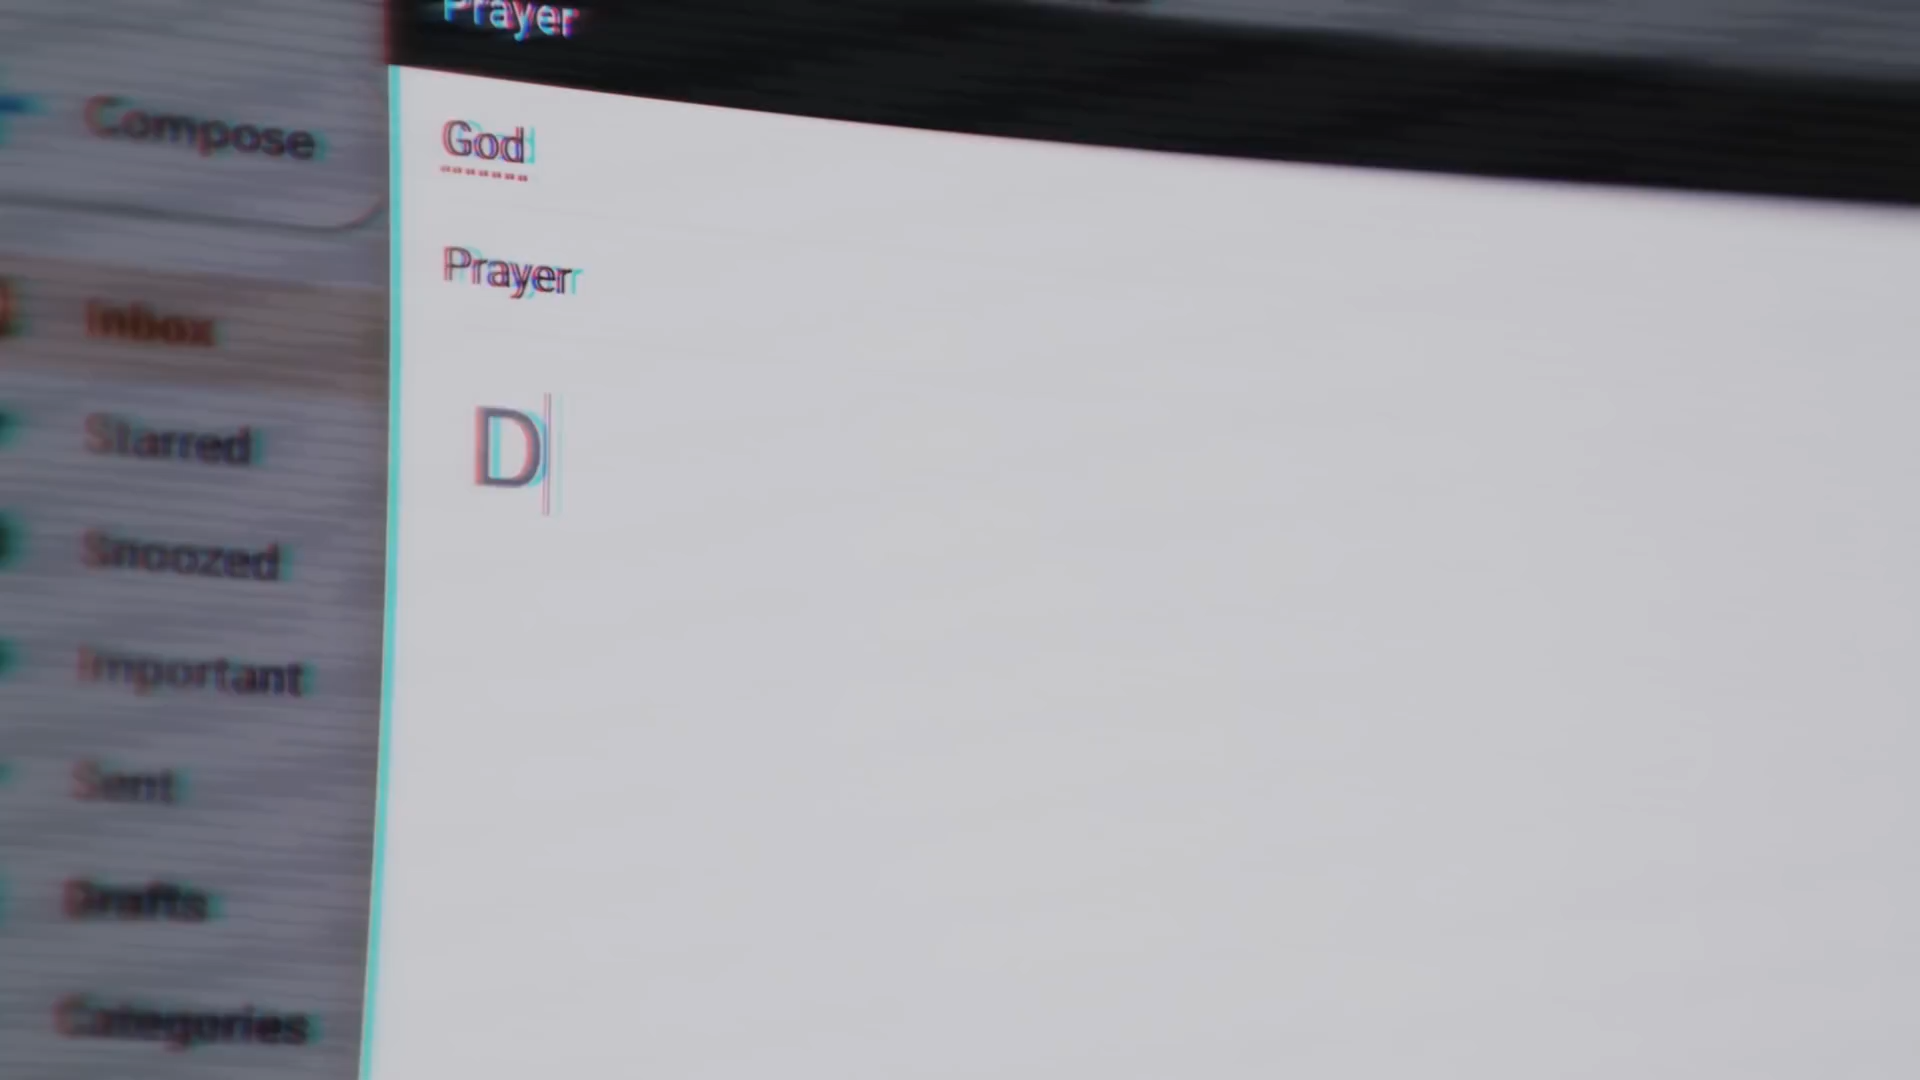 Prayer
Compose
Inbox
Starred
Snoozed
Important
Sent
Drafts
Categories
God
Prayer
D